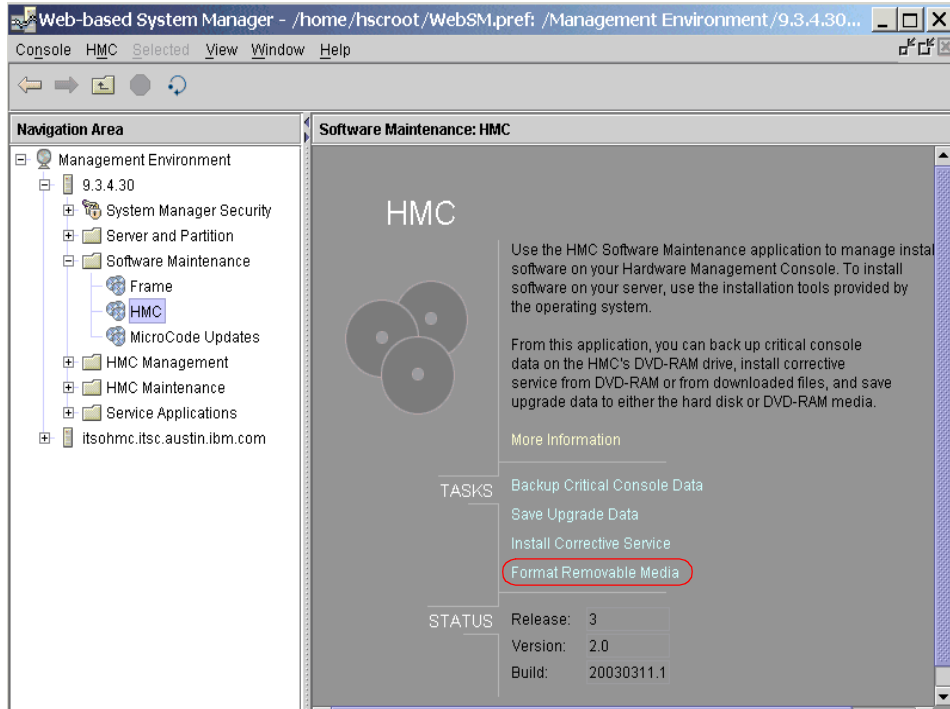 Web-based System Manager - /home/hscroot/WebSM.pref: /Management Environment/9.3.4.30...
Console HMC Selected View Window Help
Navigation Area
Management Environment
9.3.4.30
System Manager Security
Server and Partition
Software Maintenance
Frame
HMC
MicroCode Updates
HMC Management
HMC Maintenance
Service Applications
itsohmc.itsc.austin.ibm.com
Software Maintenance: HMC
HMC
Use the HMC Software Maintenance application to manage instal
software on your Hardware Management Console. To install
software on your server, use the installation tools provided by
the operating system.
From this application, you can back up critical console
data on the HMC's DVD-RAM drive, install corrective
service from DVD-RAM or from downloaded files, and save
upgrade data to either the hard disk or DVD-RAM media.
More Information
TASKS
Backup Critical Console Data
Save Upgrade Data
Install Corrective Service
Format Removable Media
STATUS
Release: 3
Version: 2.0
Build: 20030311.1